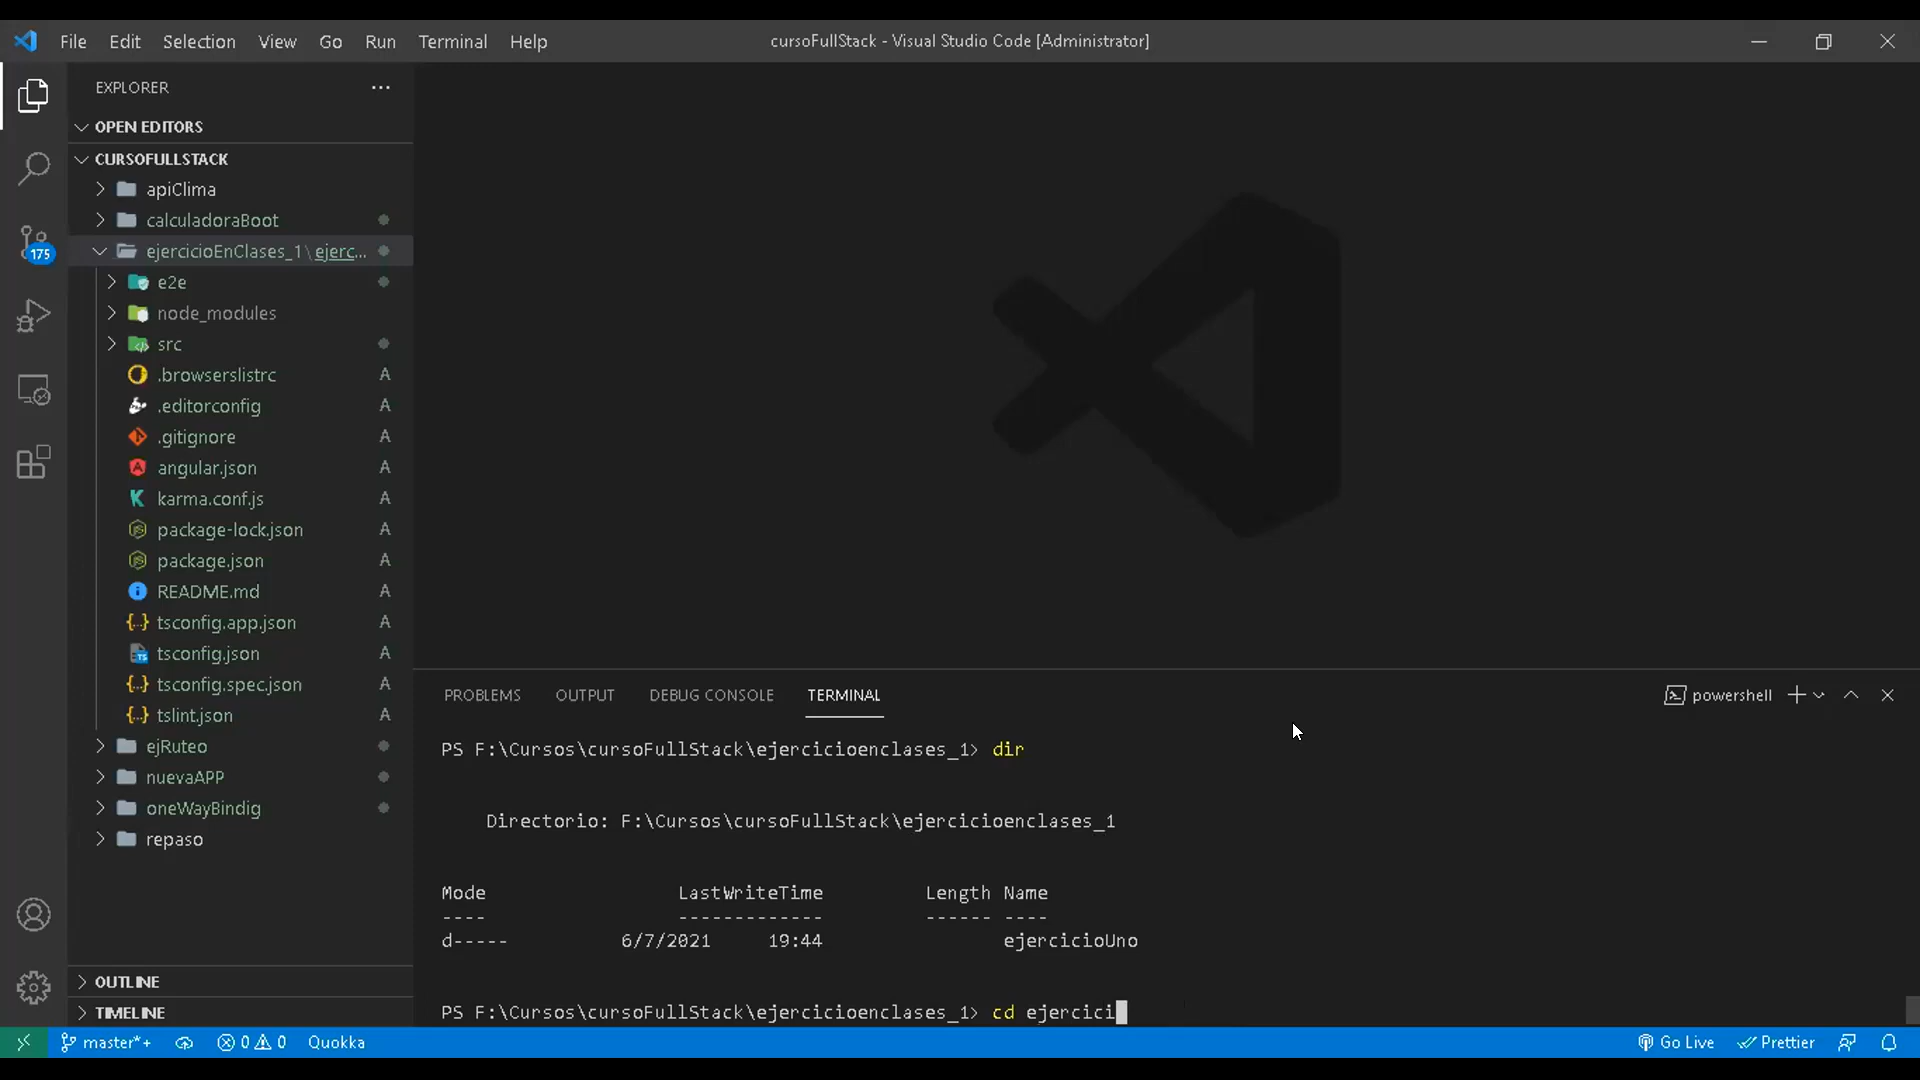 File Edit Selection View Go Run Terminal Help
cursoFullStack - Visual Studio Code [Administrator]
EXPLORER
OPEN EDITORS
CURSOFULLSTACK
apiClima
calculadoraBoot
175
ejercicioEnClases_1\ejerc...
e2e
node_modules
src
.browserslistrc A
.editorconfig A
.gitignore A
angular.json A
karma.conf.js A
package-lock.json A
package.json A
README.md A
tsconfig.app.json A
tsconfig.json A
tsconfig.spec.json A
tslint.json A
ejRuteo
nuevaAPP
oneWayBindig
repaso
OUTLINE
TIMELINE
PROBLEMS OUTPUT DEBUG CONSOLE TERMINAL
powershell
PS F:\Cursos\cursoFullStack\ejercicioenclases_1> dir
Directorio: F:\Cursos\cursoFullStack\ejercicioenclases_1
Mode LastWriteTime Length Name
---- ------------- ------ ----
d----- 6/7/2021 19:44 ejercicioUno
PS F:\Cursos\cursoFullStack\ejercicioenclases_1> cd ejercici
master*+ 0 0 Quokka
Go Live Prettier